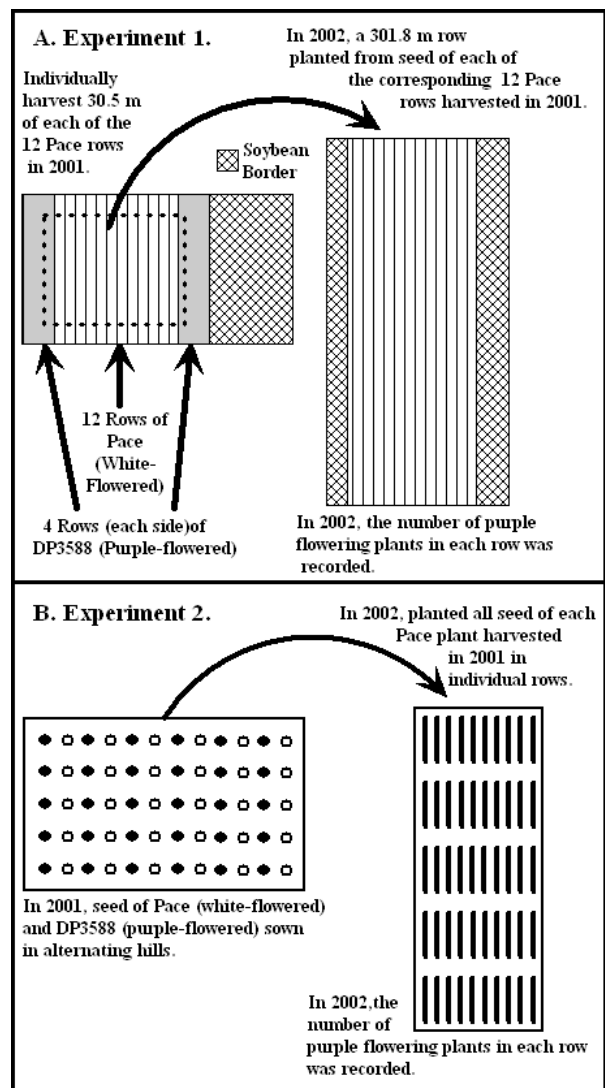 A. Experiment 1.
Individually
harvest 30.5 m
of each of the
12 Pace rows
in 2001.
In 2002, a 301.8 m row
planted from seed of each of
the corresponding 12 Pace
rows harvested in 2001.
Soybean
Border
12 Rows of
Pace
(White-
Flowered)
4 Rows (each side)of
DP3588 (Purple-flowered)
In 2002, the number of purple
flowering plants in each row was
recorded.
B. Experiment 2.
In 2002, planted all seed of each
Pace plant harvested
in 2001 in
individual rows.
In 2001, seed of Pace (white-flowered)
and DP3588 (purple-flowered) sown
in alternating hills.
In 2002,the
number of
purple flowering plants in each row
was recorded.